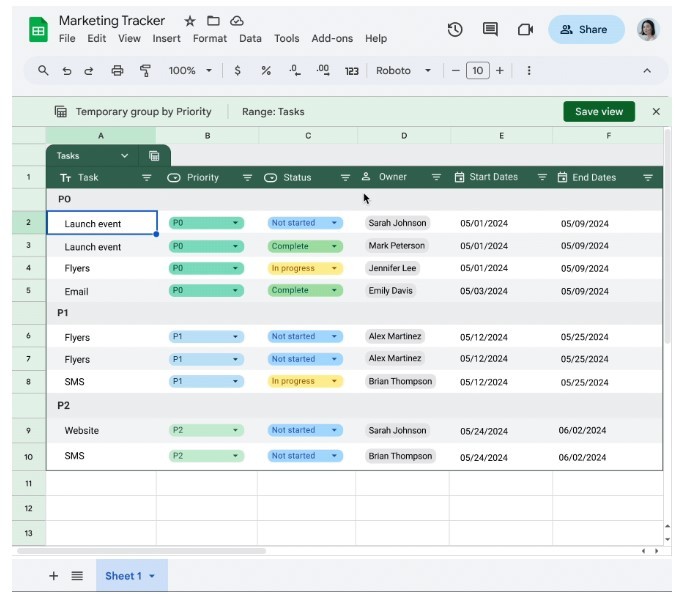 Marketing Tracker
File Edit View Insert Format Data Tools Add-ons Help
Share
100% $ % .0 .00 123 Roboto 10
Temporary group by Priority Range: Tasks Save view
A B C D E F
Tasks
1 Task Priority Status Owner Start Dates End Dates
P0
2 Launch event P0 Not started Sarah Johnson 05/01/2024 05/09/2024
3 Launch event P0 Complete Mark Peterson 05/01/2024 05/09/2024
4 Flyers P0 In progress Jennifer Lee 05/01/2024 05/09/2024
5 Email P0 Complete Emily Davis 05/03/2024 05/09/2024
P1
6 Flyers P1 Not started Alex Martinez 05/12/2024 05/25/2024
7 Flyers P1 Not started Alex Martinez 05/12/2024 05/25/2024
8 SMS P1 In progress Brian Thompson 05/12/2024 05/25/2024
P2
9 Website P2 Not started Sarah Johnson 05/24/2024 06/02/2024
10 SMS P2 Not started Brian Thompson 05/24/2024 06/02/2024
11
12
13
Sheet 1